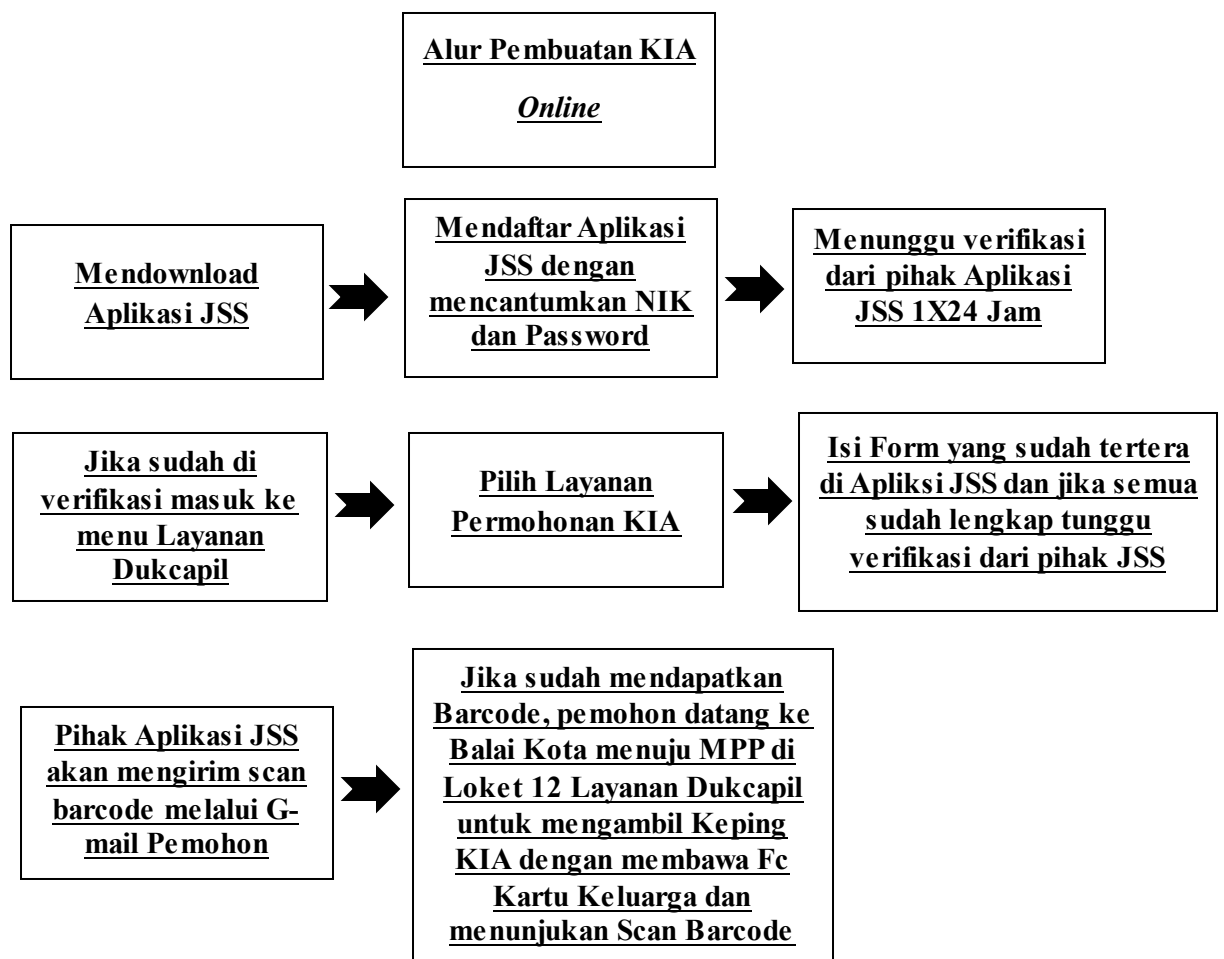 Alur Pembuatan KIA
Online
Mendownload
Aplikasi JSS
Mendaftar Aplikasi
JSS dengan
mencantumkan NIK
dan Password
Menunggu verifikasi
dari pihak Aplikasi
JSS 1X24 Jam
Jika sudah di
verifikasi masuk ke
menu Layanan
Dukcapil
Pilih Layanan
Permohonan KIA
Isi Form yang sudah tertera
di Apliksi JSS dan jika semua
sudah lengkap tunggu
verifikasi dari pihak JSS
Pihak Aplikasi JSS
akan mengirim scan
barcode melalui G-
mail Pemohon
Jika sudah mendapatkan
Barcode, pemohon datang ke
Balai Kota menuju MPP di
Loket 12 Layanan Dukcapil
untuk mengambil Keping
KIA dengan membawa Fc
Kartu Keluarga dan
menunjukan Scan Barcode